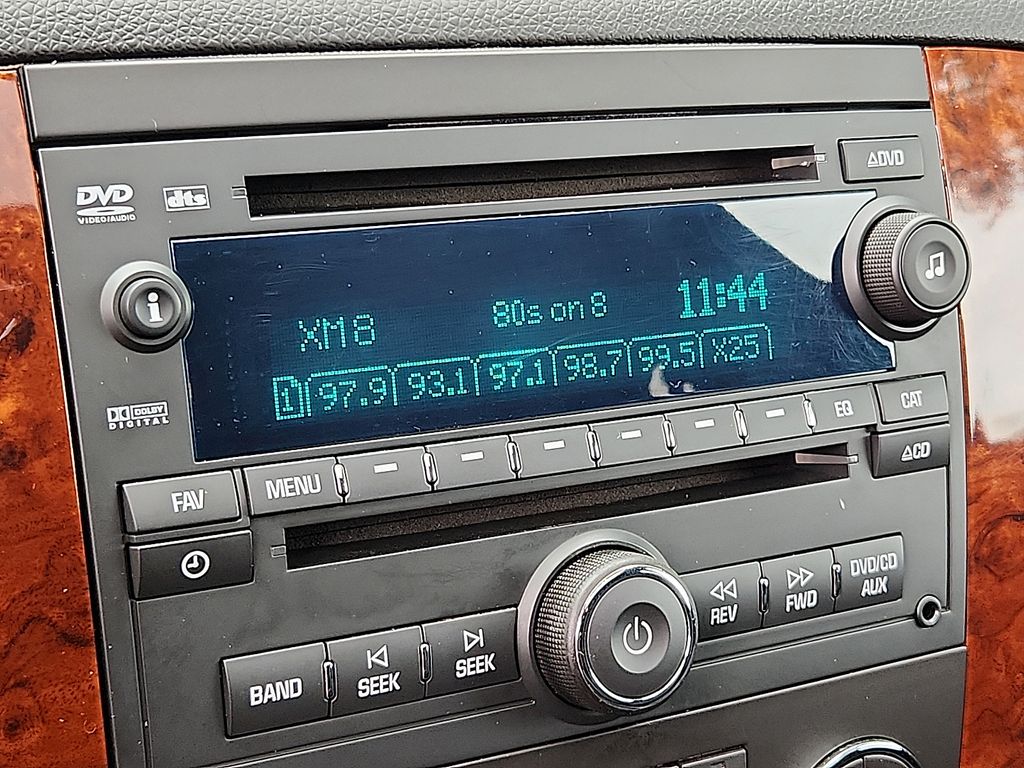 DVD
VIDEO/AUDIO
dts
△DVD
i
XM8
80s on 8
11:44
1 97.9 93.1 97.1 98.7 99.5 X25
DOLBY
DIGITAL
FAV
MENU
EQ
CAT
△CD
BAND
SEEK
SEEK
REV
FWD
DVD/CD
AUX